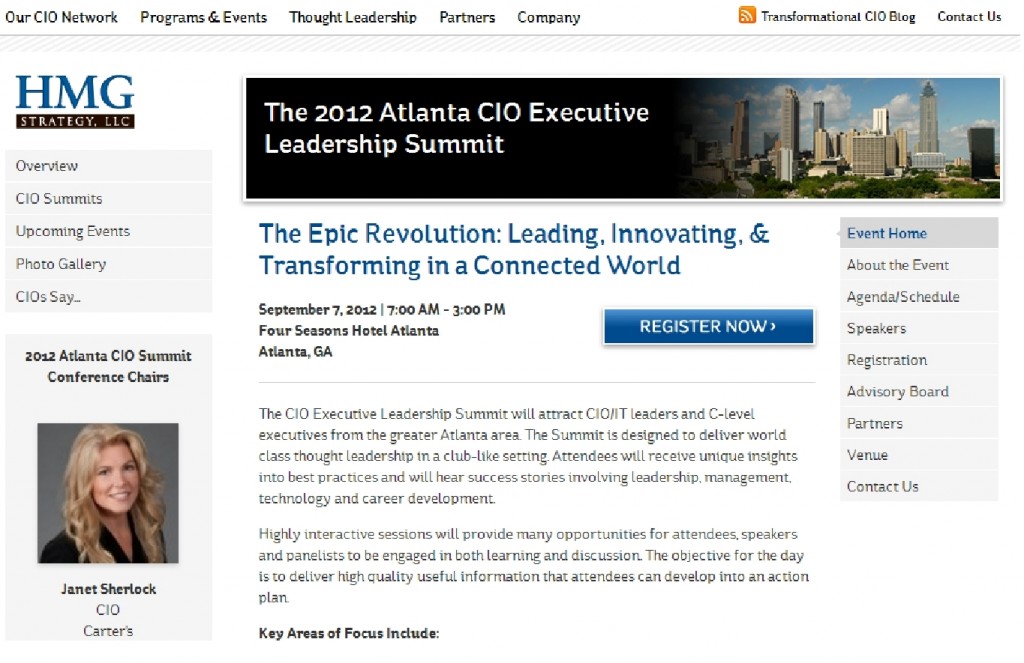 Our CIO Network
Programs & Events
Thought Leadership
Partners
Company
Transformational CIO Blog
Contact Us
HMG
STRATEGY, LLC
Overview
CIO Summits
Upcoming Events
Photo Gallery
CIOs Say...
2012 Atlanta CIO Summit
Conference Chairs
Janet Sherlock
CIO
Carter's
The 2012 Atlanta CIO Executive
Leadership Summit
The Epic Revolution: Leading, Innovating, &
Transforming in a Connected World
September 7, 2012 | 7:00 AM - 3:00 PM
Four Seasons Hotel Atlanta
Atlanta, GA
REGISTER NOW ›
The CIO Executive Leadership Summit will attract CIO/IT leaders and C-level
executives from the greater Atlanta area. The Summit is designed to deliver world
class thought leadership in a club-like setting. Attendees will receive unique insights
into best practices and will hear success stories involving leadership, management,
technology and career development.
Highly interactive sessions will provide many opportunities for attendees, speakers
and panelists to be engaged in both learning and discussion. The objective for the day
is to deliver high quality useful information that attendees can develop into an action
plan.
Key Areas of Focus Include:
Event Home
About the Event
Agenda/Schedule
Speakers
Registration
Advisory Board
Partners
Venue
Contact Us